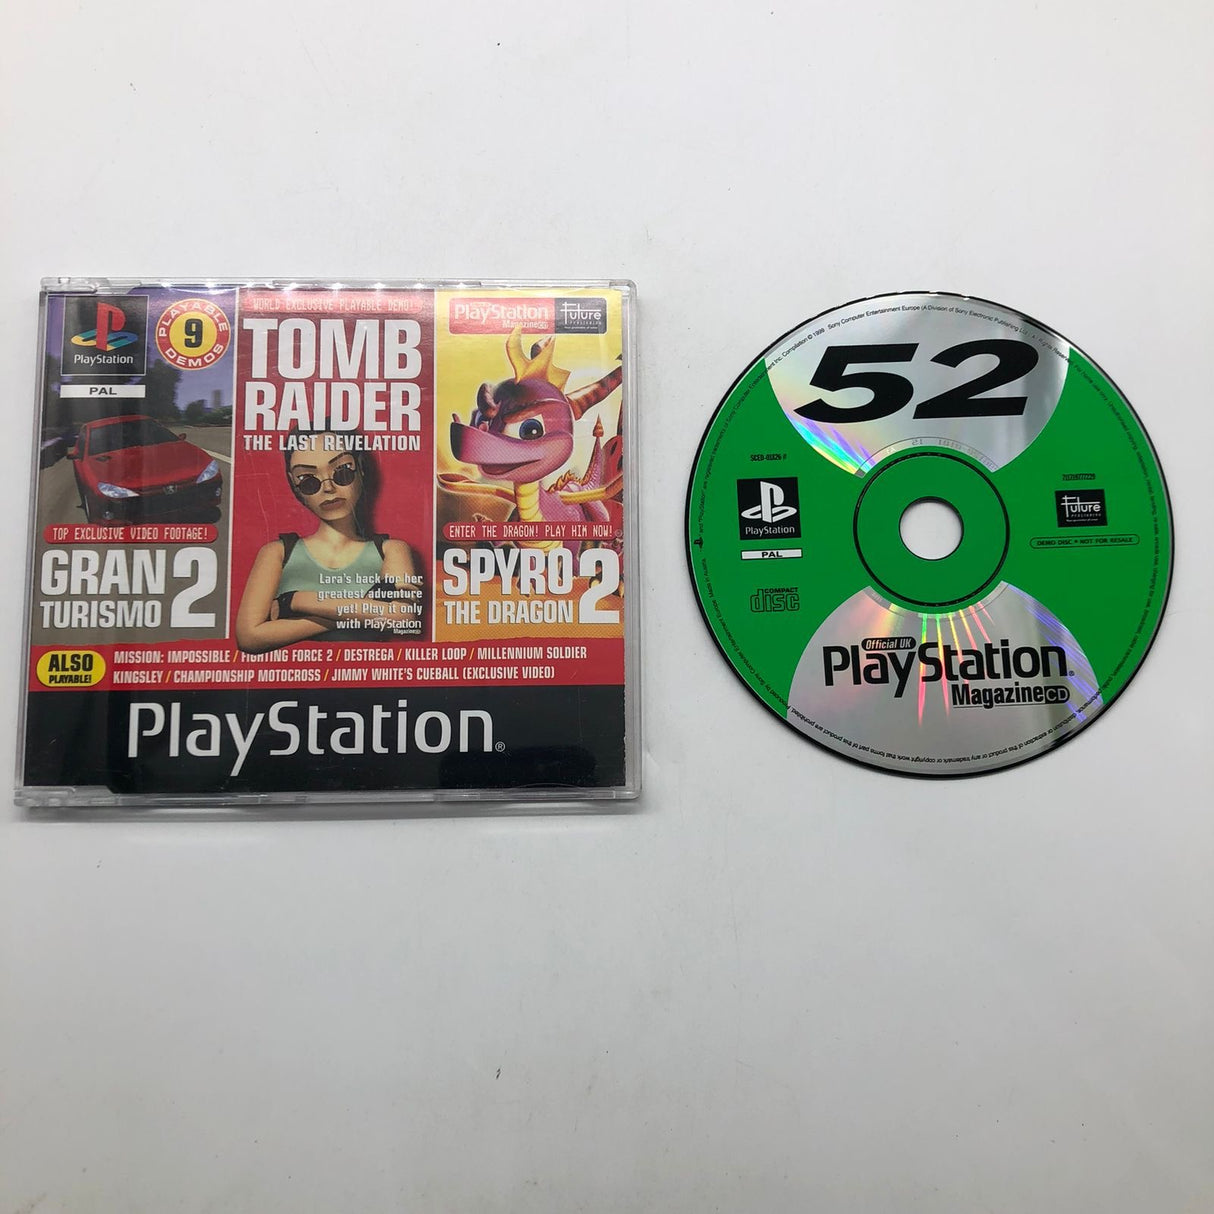 PlayStation
PAL
PLAYABLE
9
DEMOS
WORLD EXCLUSIVE PLAYABLE DEMO!
TOMB
RAIDER
THE LAST REVELATION
Lara's back for her
greatest adventure
yet! Play it only
with PlayStation
Magazine
PlayStation
Magazine CD
Future
PUBLISHING
TOP EXCLUSIVE VIDEO FOOTAGE!
GRAN
TURISMO 2
ENTER THE DRAGON! PLAY HIM NOW!
SPYRO
THE DRAGON 2
ALSO
PLAYABLE!
MISSION: IMPOSSIBLE / FIGHTING FORCE 2 / DESTREGA / KILLER LOOP / MILLENNIUM SOLDIER
KINGSLEY / CHAMPIONSHIP MOTOCROSS / JIMMY WHITE'S CUEBALL (EXCLUSIVE VIDEO)
PlayStation®
52
PlayStation
PAL
COMPACT
disc
Future
PUBLISHING
DEMO DISC • NOT FOR RESALE
Official UK
PlayStation®
Magazine CD